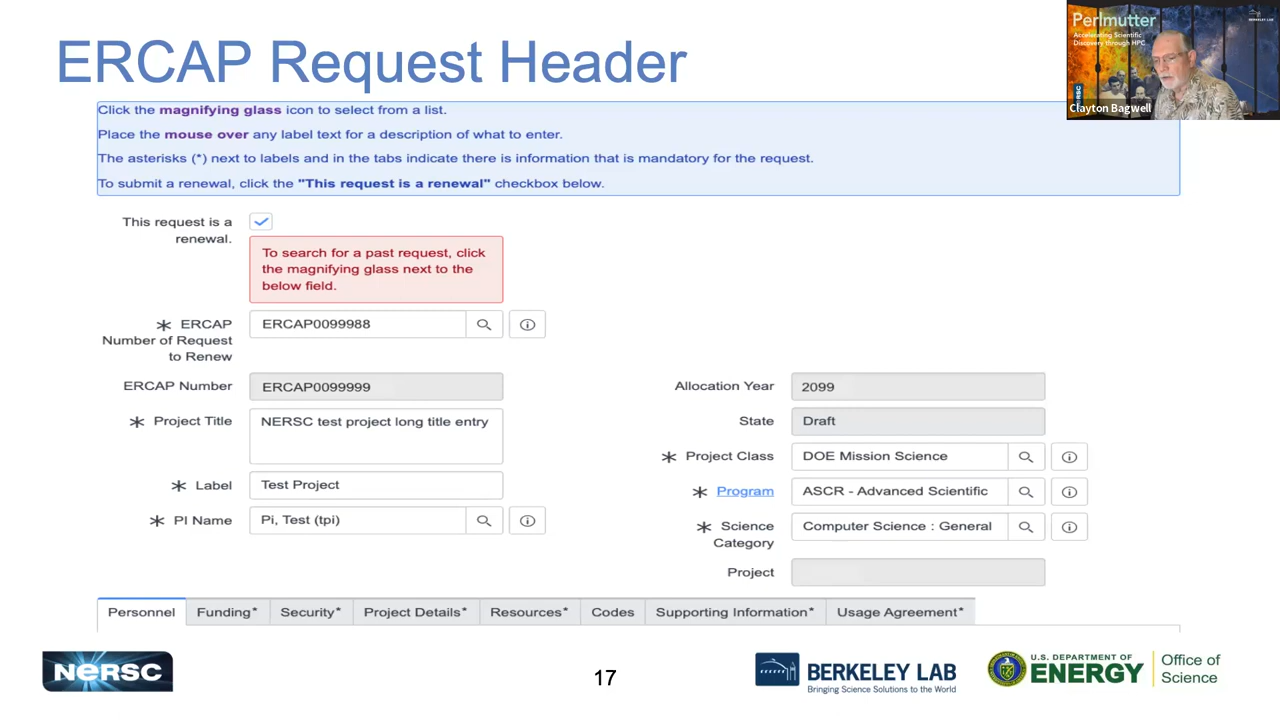 ERCAP Request Header
Perlmutter
Accelerating Scientific
Discovery through HPC
BERKELEY LAB
NERSC
Clayton Bagwell
Click the magnifying glass icon to select from a list.
Place the mouse over any label text for a description of what to enter.
The asterisks (*) next to labels and in the tabs indicate there is information that is mandatory for the request.
To submit a renewal, click the "This request is a renewal" checkbox below.
This request is a
renewal.
To search for a past request, click
the magnifying glass next to the
below field.
* ERCAP
Number of Request
to Renew
ERCAP0099988
ERCAP Number
ERCAP0099999
* Project Title
NERSC test project long title entry
* Label
Test Project
* PI Name
Pi, Test (tpi)
Allocation Year
2099
State
Draft
* Project Class
DOE Mission Science
* Program
ASCR - Advanced Scientific
* Science
Category
Computer Science : General
Project
Personnel Funding* Security* Project Details* Resources* Codes Supporting Information* Usage Agreement*
NERSC
17
BERKELEY LAB
Bringing Science Solutions to the World
U.S. DEPARTMENT OF
ENERGY
Office of
Science